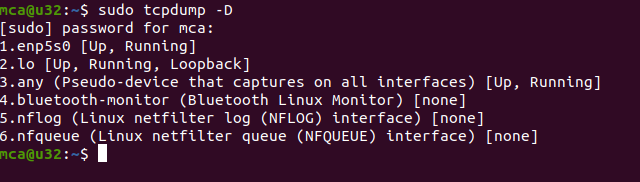 mca@u32:~$ sudo tcpdump -D
[sudo] password for mca:
1.enp5s0 [Up, Running]
2.lo [Up, Running, Loopback]
3.any (Pseudo-device that captures on all interfaces) [Up, Running]
4.bluetooth-monitor (Bluetooth Linux Monitor) [none]
5.nflog (Linux netfilter log (NFLOG) interface) [none]
6.nfqueue (Linux netfilter queue (NFQUEUE) interface) [none]
mca@u32:~$